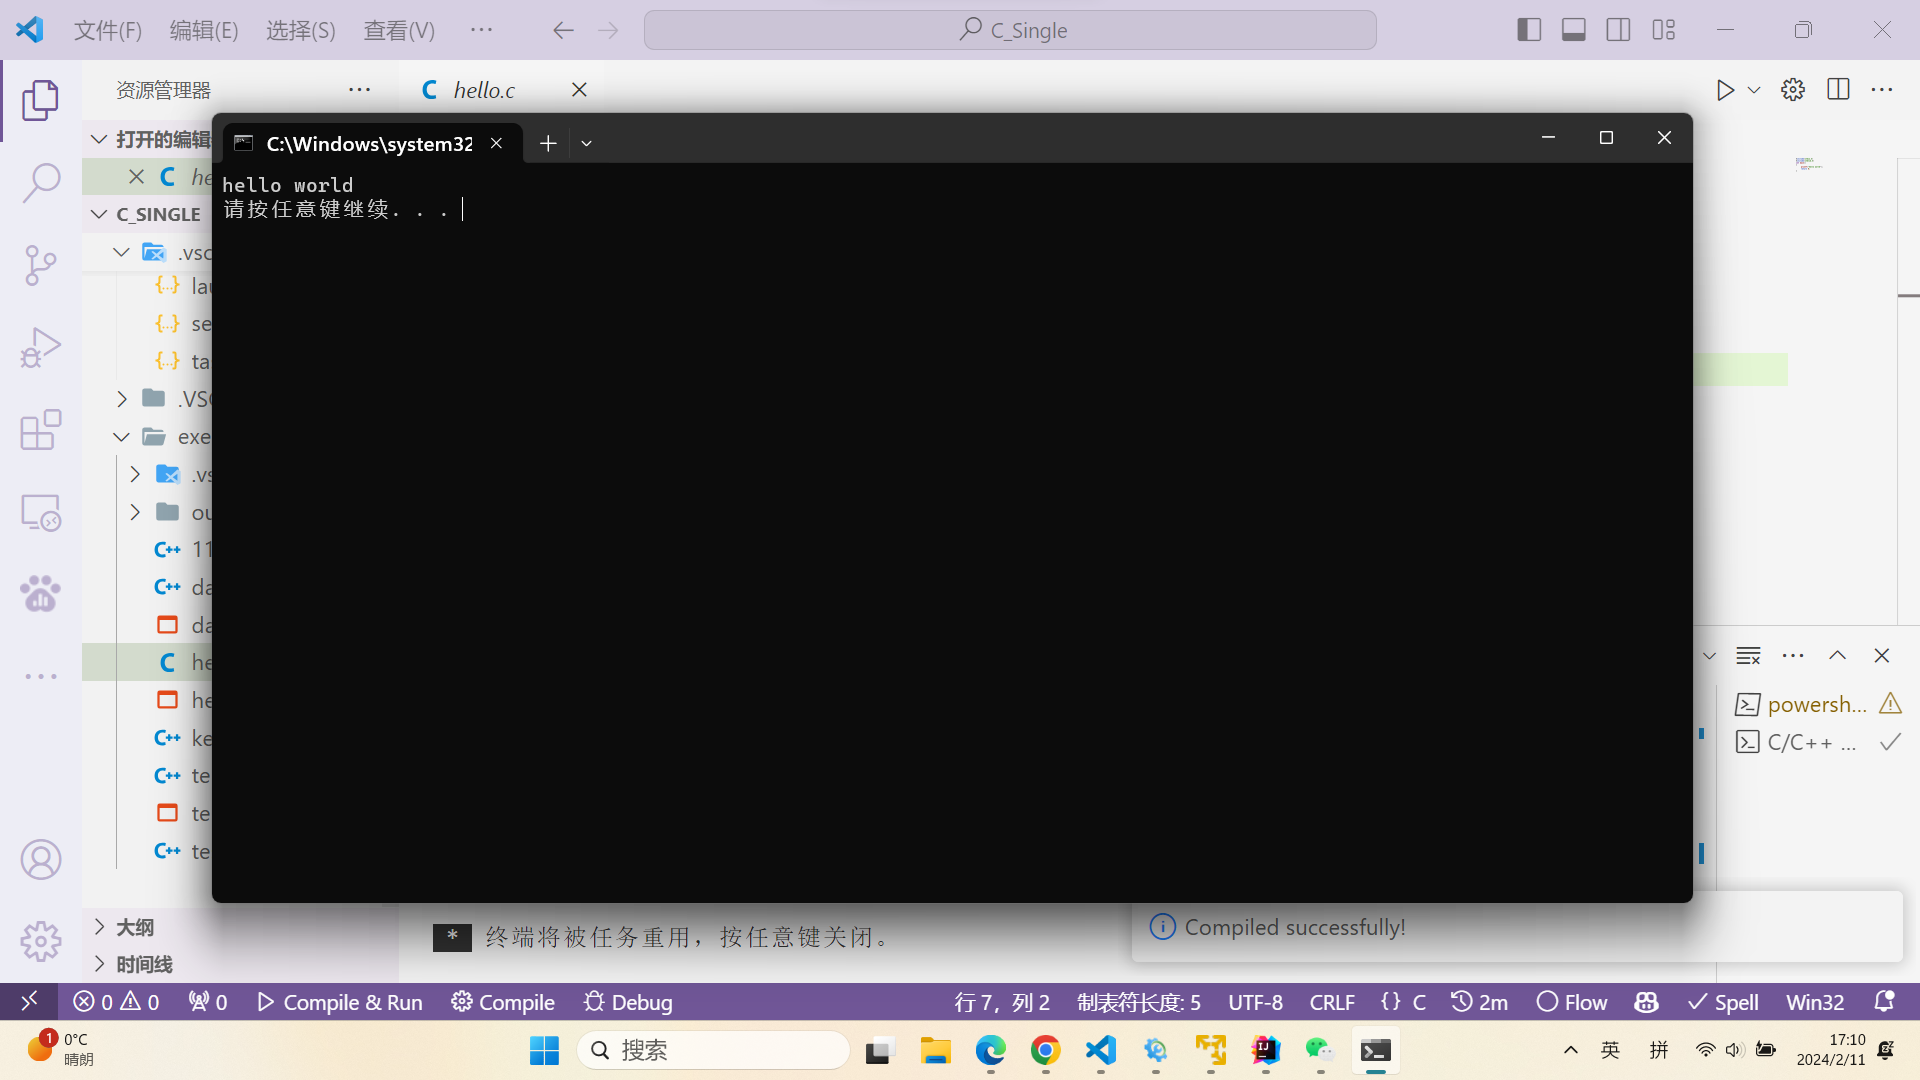 文件(F) 编辑(E) 选择(S) 查看(V) ··· C_Single
资源管理器 ··· C hello.c
打开的编辑
C he
C_SINGLE
.vsc
{..} lau
{..} se
{..} ta
.VSC
exe
.vs
ou
C++ 11
C++ da
da
C he
he
C++ ke
C++ te
te
C++ te
大纲
时间线
C:\Windows\system32
hello world
请按任意键继续. . .
powersh...
C/C++ ...
* 终端将被任务重用，按任意键关闭。
Compiled successfully!
0 0 0 Compile & Run Compile Debug 行 7，列 2 制表符长度: 5 UTF-8 CRLF {} C 2m Flow Spell Win32
1 0°C
晴朗
搜索
IJ
英 拼
17:10
2024/2/11